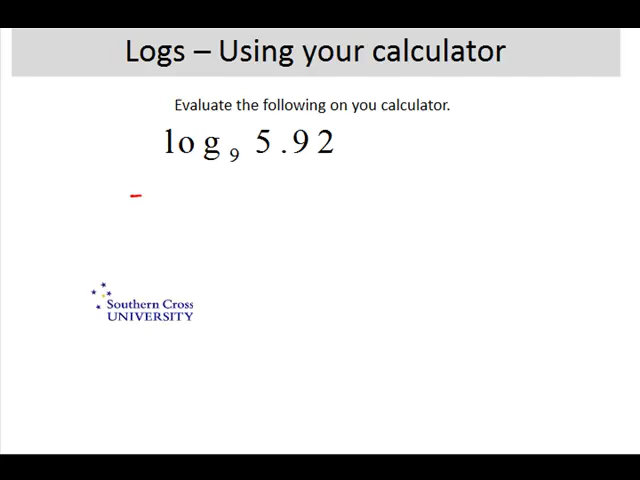 Logs – Using your calculator
Evaluate the following on you calculator.
log₉ 5.92
Southern Cross
UNIVERSITY